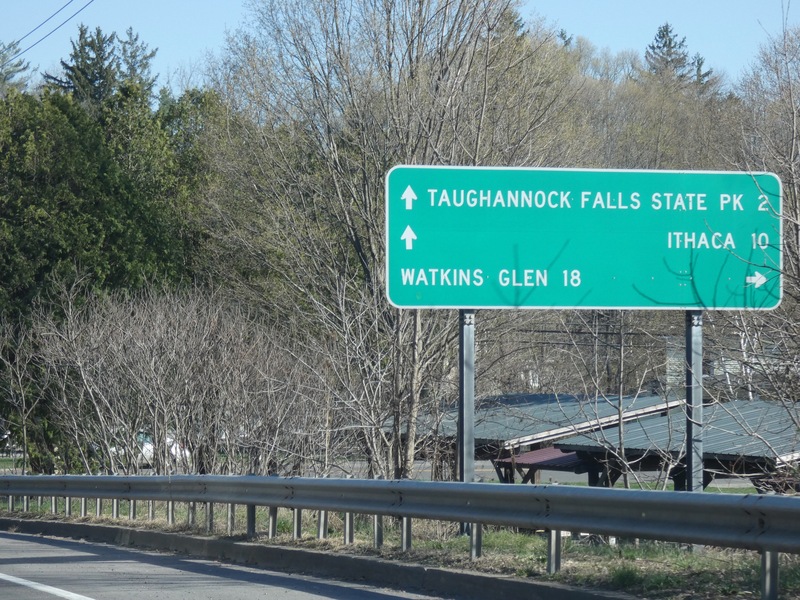 TAUGHANNOCK FALLS STATE PK 2
ITHACA 10
WATKINS GLEN 18